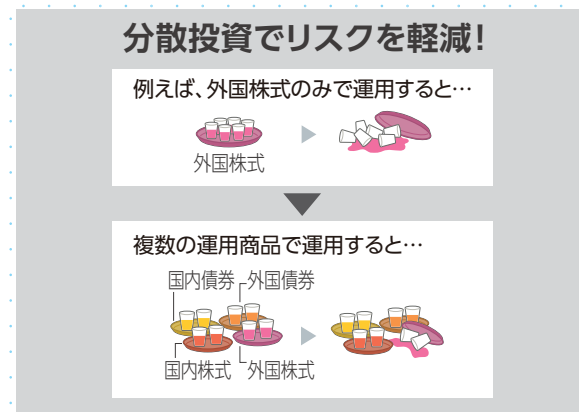 分散投資でリスクを軽減！
例えば、外国株式のみで運用すると…
外国株式
複数の運用商品で運用すると…
国内債券 外国債券
国内株式 外国株式